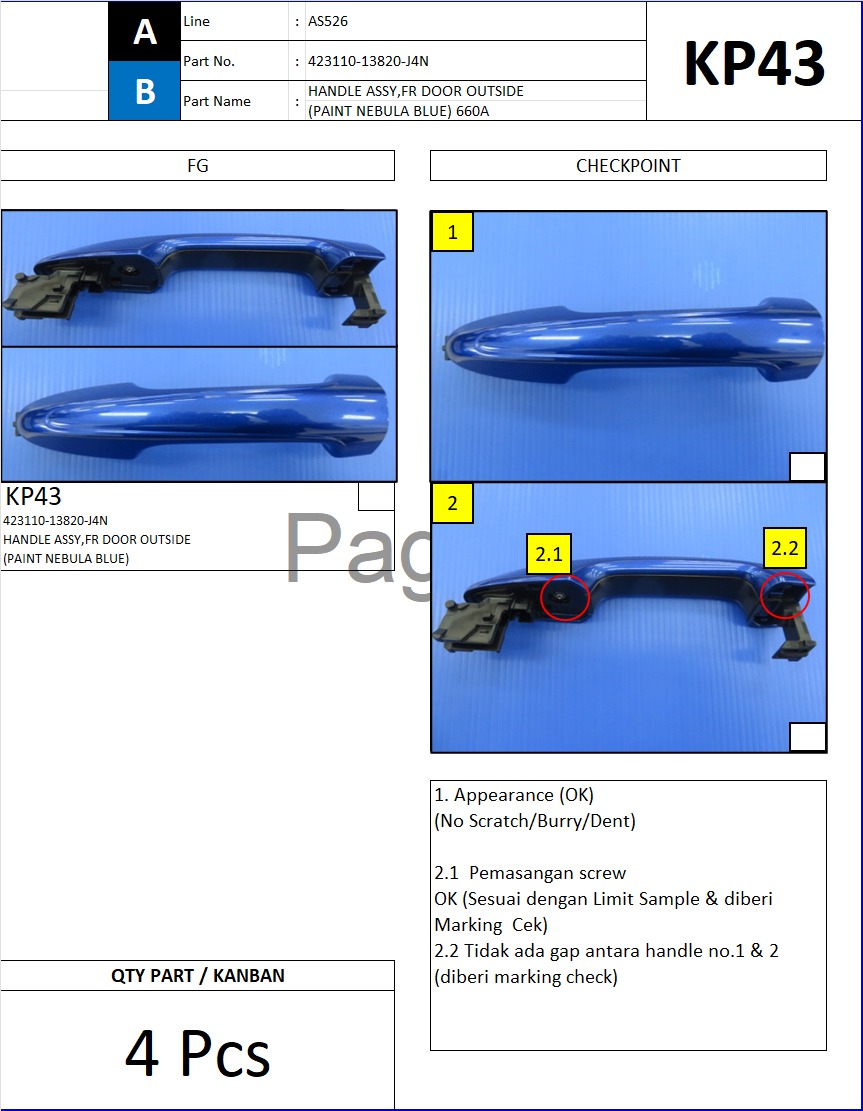 A
B
Line : AS526
Part No. : 423110-13820-J4N
Part Name : HANDLE ASSY,FR DOOR OUTSIDE
(PAINT NEBULA BLUE) 660A
KP43
FG
KP43
423110-13820-J4N
HANDLE ASSY,FR DOOR OUTSIDE
(PAINT NEBULA BLUE)
Pag
QTY PART / KANBAN
4 Pcs
CHECKPOINT
1
2
2.1
2.2
1. Appearance (OK)
(No Scratch/Burry/Dent)
2.1 Pemasangan screw
OK (Sesuai dengan Limit Sample & diberi
Marking Cek)
2.2 Tidak ada gap antara handle no.1 & 2
(diberi marking check)